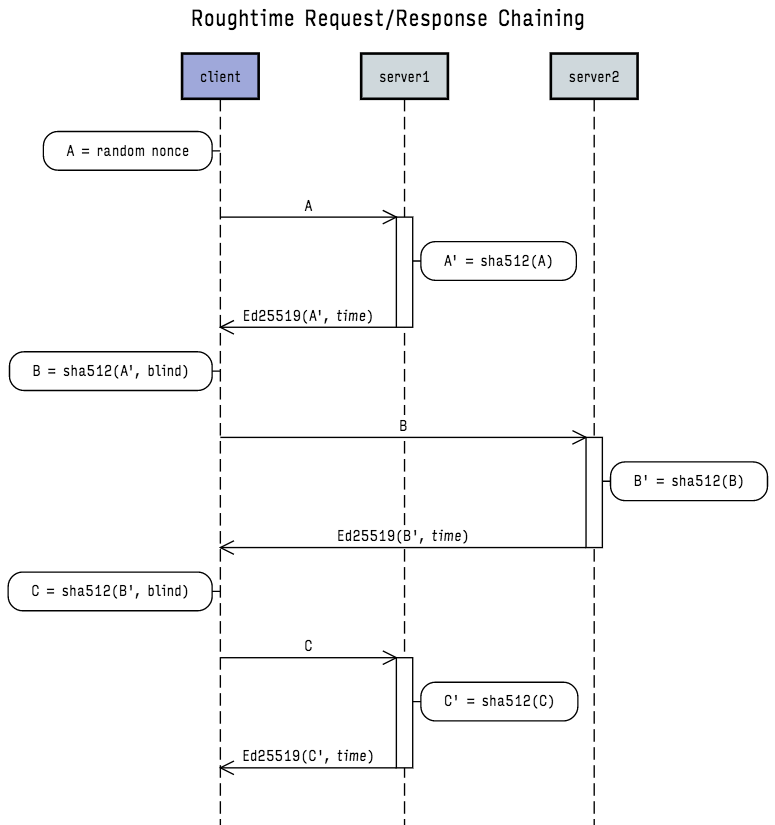 Roughtime Request/Response Chaining
client
server1
server2
A = random nonce
A
A' = sha512(A)
Ed25519(A', time)
B = sha512(A', blind)
B
B' = sha512(B)
Ed25519(B', time)
C = sha512(B', blind)
C
C' = sha512(C)
Ed25519(C', time)